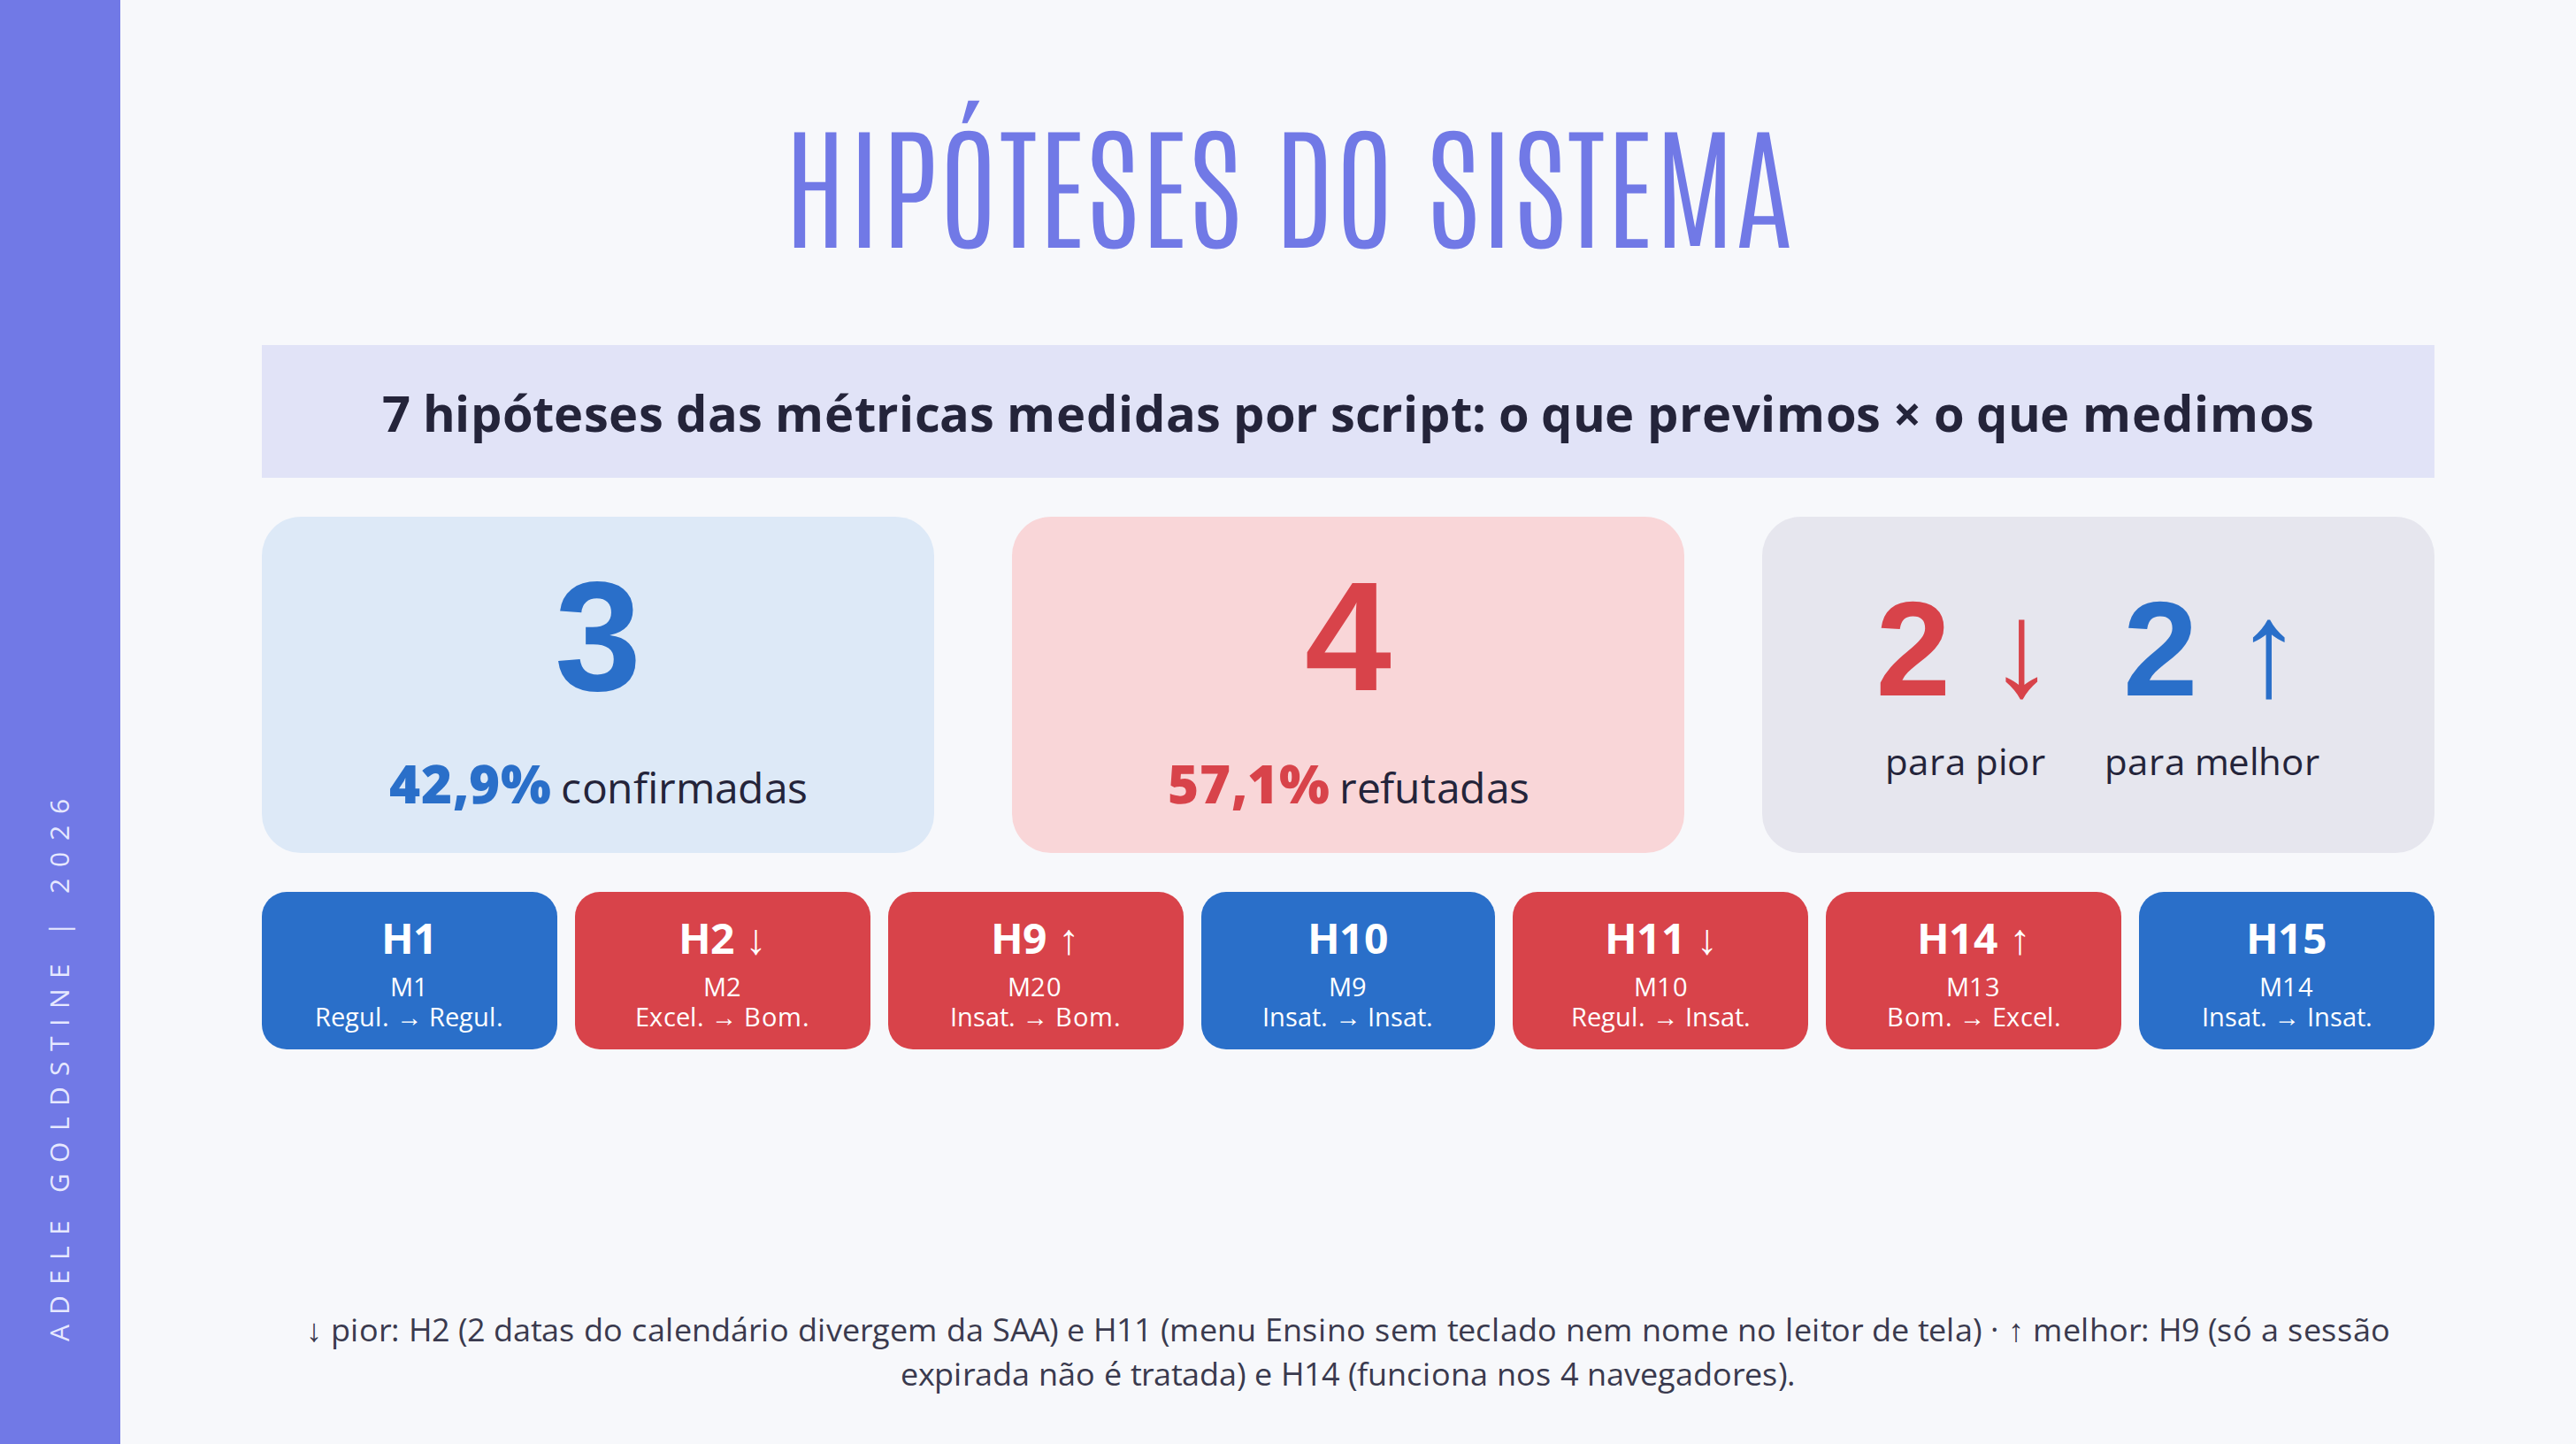 HIPÓTESES DO SISTEMA
7 hipóteses das métricas medidas por script: o que previmos × o que medimos
3
42,9% confirmadas
4
57,1% refutadas
2 ↓ 2 ↑
para pior para melhor
H1
M1
Regul. → Regul.
H2 ↓
M2
Excel. → Bom.
H9 ↑
M20
Insat. → Bom.
H10
M9
Insat. → Insat.
H11 ↓
M10
Regul. → Insat.
H14 ↑
M13
Bom. → Excel.
H15
M14
Insat. → Insat.
↓ pior: H2 (2 datas do calendário divergem da SAA) e H11 (menu Ensino sem teclado nem nome no leitor de tela) · ↑ melhor: H9 (só a sessão
expirada não é tratada) e H14 (funciona nos 4 navegadores).
ADELE GOLDSTINE | 2026